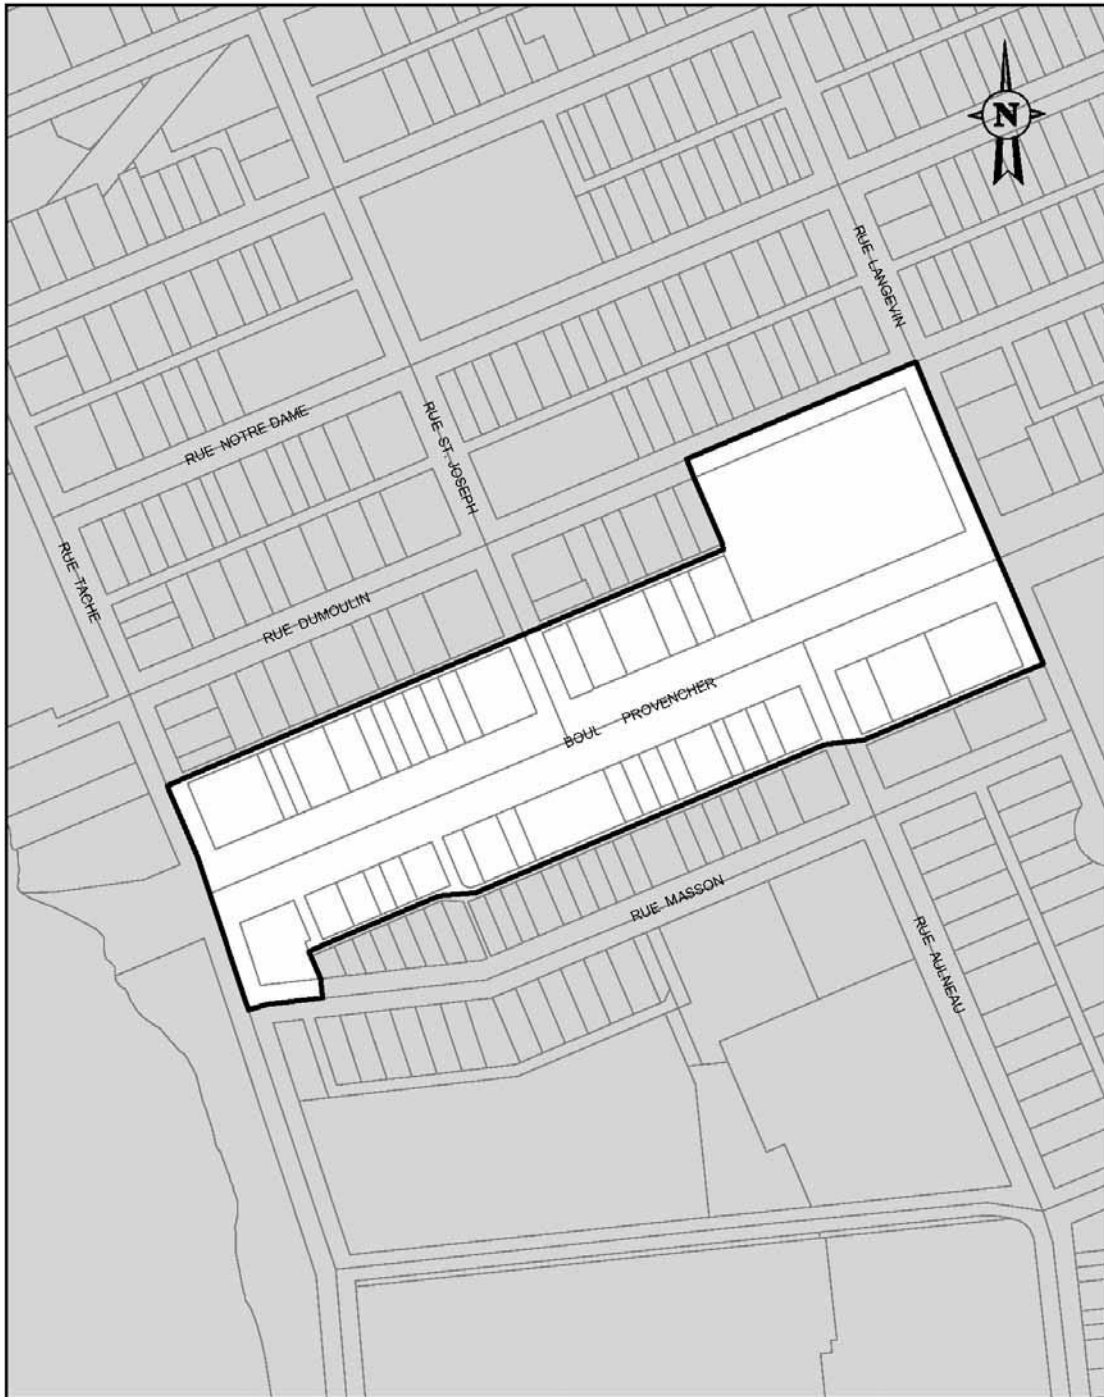 N
RUE LANGEVIN
RUE NOTRE DAME
RUE ST. JOSEPH
RUE TACHE
RUE DUMOULIN
BOUL PROVENCHER
RUE MASSON
RUE AULNEAU